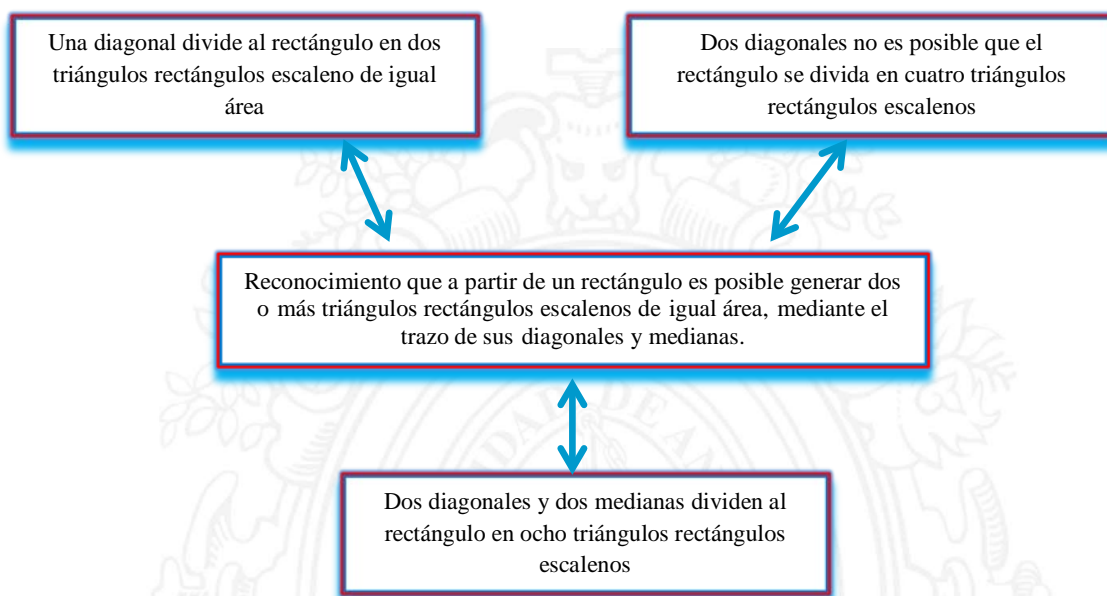 Una diagonal divide al rectángulo en dos
triángulos rectángulos escaleno de igual
área
Dos diagonales no es posible que el
rectángulo se divida en cuatro triángulos
rectángulos escalenos
Reconocimiento que a partir de un rectángulo es posible generar dos
o más triángulos rectángulos escalenos de igual área, mediante el
trazo de sus diagonales y medianas.
Dos diagonales y dos medianas dividen al
rectángulo en ocho triángulos rectángulos
escalenos